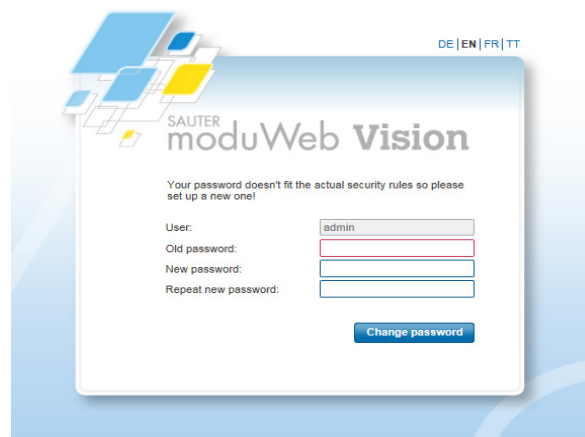 DE|EN|FR|TT
SAUTER
moduWeb Vision
Your password doesn't fit the actual security rules so please
set up a new one!
User:
admin
Old password:
New password:
Repeat new password:
Change password